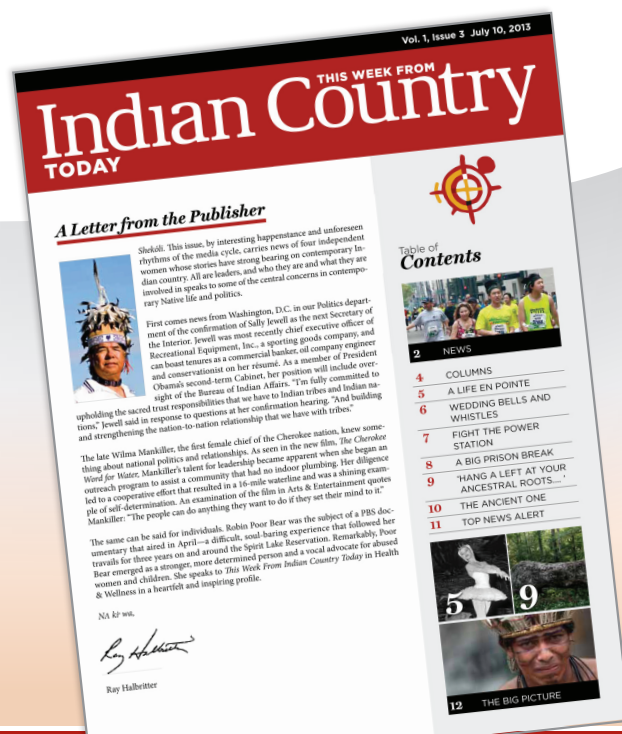 Vol. 1, Issue 3 July 10, 2013
THIS WEEK FROM
Indian Country
TODAY
A Letter from the Publisher
Shekóli. This issue, by interesting happenstance and unforeseen
rhythms of the media cycle, carries news of four independent
women whose stories have strong bearing on contemporary In-
dian country. All are leaders, and who they are and what they are
involved in speaks to some of the central concerns in contempo-
rary Native life and politics.
First comes news from Washington, D.C. in our Politics depart-
ment of the confirmation of Sally Jewell as the next Secretary of
the Interior. Jewell was most recently chief executive officer of
Recreational Equipment, Inc., a sporting goods company, and
can boast tenures as a commercial banker, oil company engineer
and conservationist on her résumé. As a member of President
Obama's second-term Cabinet, her position will include over-
sight of the Bureau of Indian Affairs. "I'm fully committed to
upholding the sacred trust responsibilities that we have to Indian tribes and Indian na-
tions," Jewell said in response to questions at her confirmation hearing. "And building
and strengthening the nation-to-nation relationship that we have with tribes."
The late Wilma Mankiller, the first female chief of the Cherokee nation, knew some-
thing about national politics and relationships. As seen in the new film, The Cherokee
Word for Water, Mankiller's talent for leadership became apparent when she began an
outreach program to assist a community that had no indoor plumbing. Her diligence
led to a cooperative effort that resulted in a 16-mile waterline and was a shining exam-
ple of self-determination. An examination of the film in Arts & Entertainment quotes
Mankiller: "The people can do anything they want to do if they set their mind to it."
The same can be said for individuals. Robin Poor Bear was the subject of a PBS doc-
umentary that aired in April—a difficult, soul-baring experience that followed her
travails for three years on and around the Spirit Lake Reservation. Remarkably, Poor
Bear emerged as a stronger, more determined person and a vocal advocate for abused
women and children. She speaks to This Week From Indian Country Today in Health
& Wellness in a heartfelt and inspiring profile.
NΛ ki' wa,
Ray Halbritter
Ray Halbritter
Table of
Contents
2 NEWS
4 COLUMNS
5 A LIFE EN POINTE
6 WEDDING BELLS AND
WHISTLES
7 FIGHT THE POWER
STATION
8 A BIG PRISON BREAK
9 'HANG A LEFT AT YOUR
ANCESTRAL ROOTS....'
10 THE ANCIENT ONE
11 TOP NEWS ALERT
5
9
12 THE BIG PICTURE